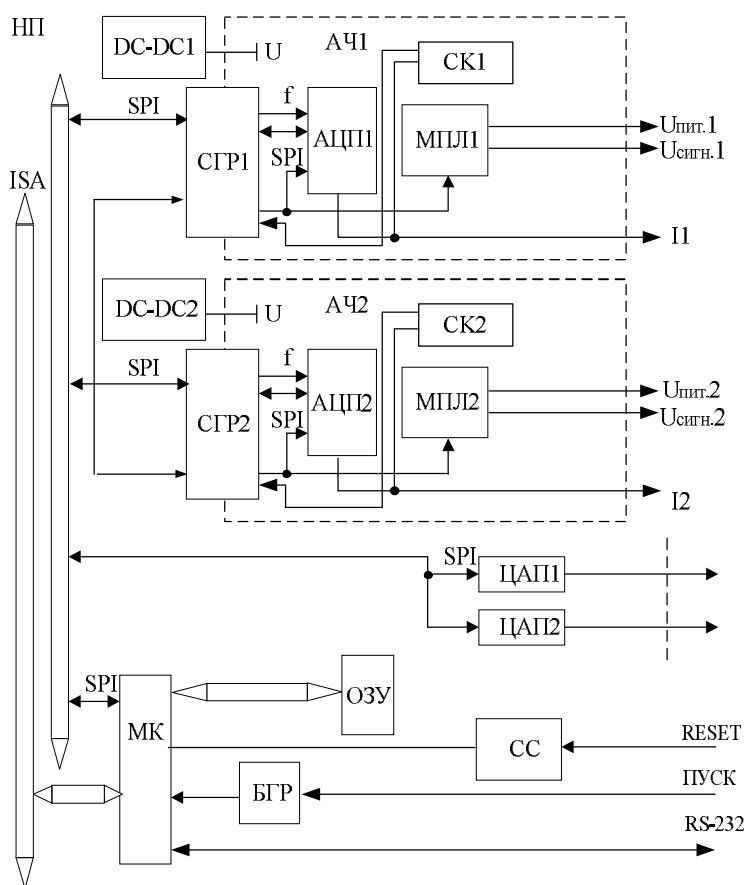 НП
DC-DC1
U
АЧ1
СК1
SPI
f
СГР1
АЦП1
SPI
МПЛ1
Uпит.1
Uсигн.1
I1
ISA
DC-DC2
U
АЧ2
СК2
SPI
f
СГР2
АЦП2
SPI
МПЛ2
Uпит.2
Uсигн.2
I2
SPI
ЦАП1
ЦАП2
SPI
МК
ОЗУ
СС
RESET
БГР
ПУСК
RS-232